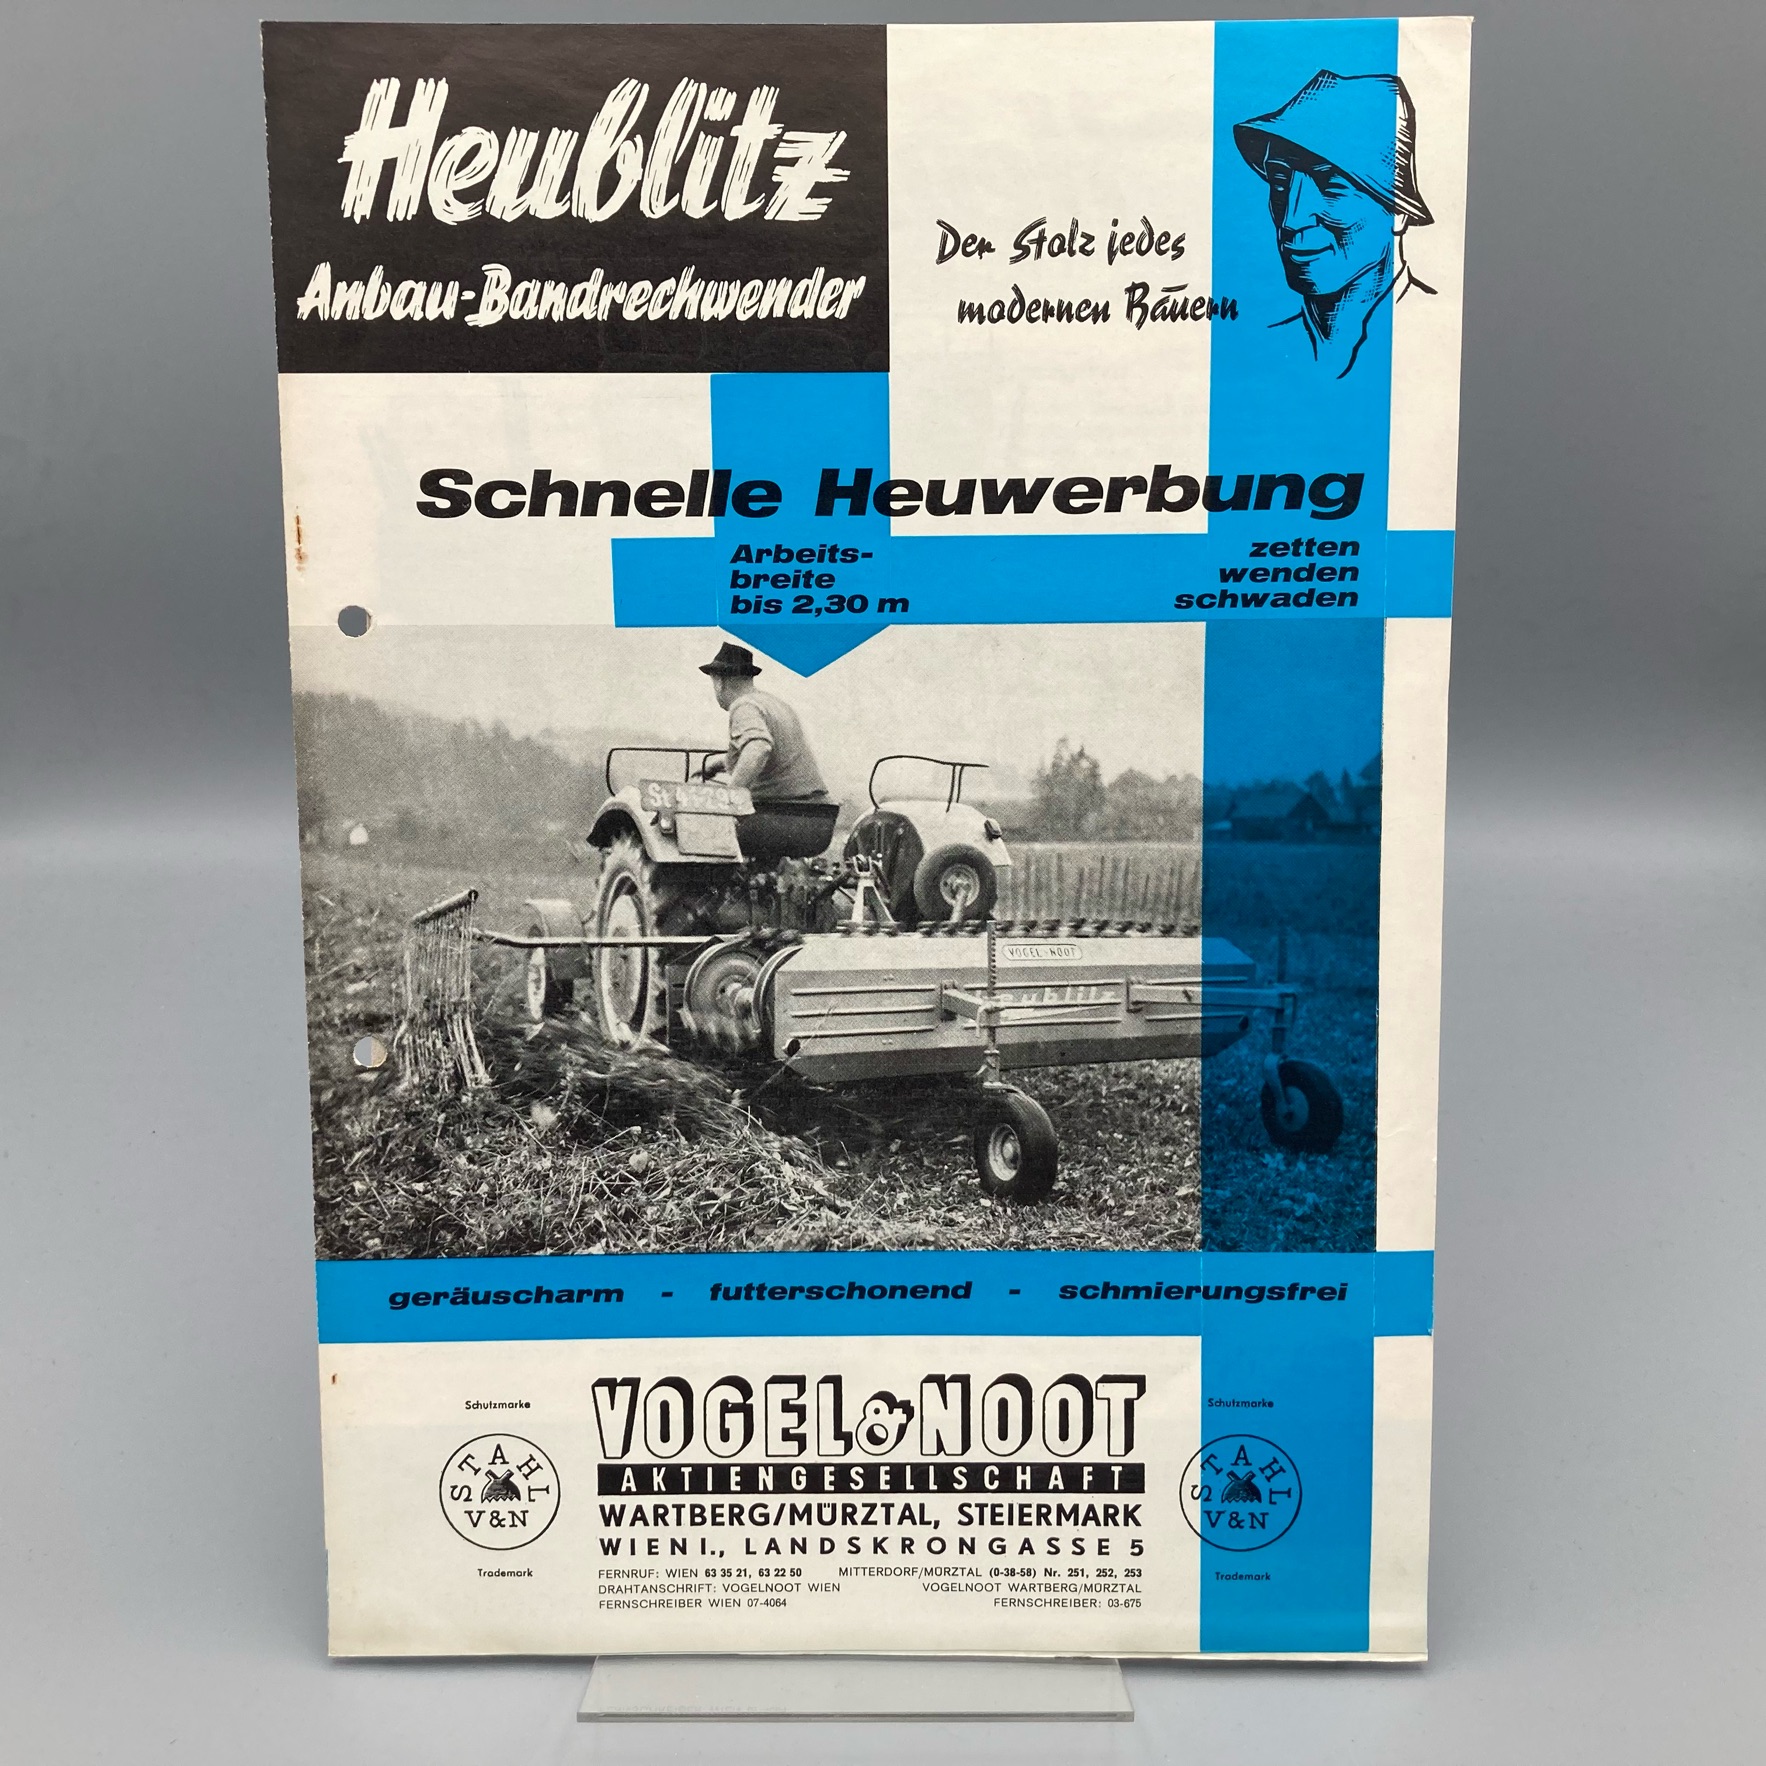 Heublitz
Anbau-Bandrechwender
Der Stolz jedes
modernen Bauern
Schnelle Heuwerbung
Arbeits-
breite
bis 2,30 m
zetten
wenden
schwaden
VOGEL-NOOT
Heublitz
geräuscharm - futterschonend - schmierungsfrei
Schutzmarke
STAHL
V&N
Trademark
VOGEL&NOOT
AKTIENGESELLSCHAFT
WARTBERG/MÜRZTAL, STEIERMARK
WIEN I., LANDSKRONGASSE 5
FERNRUF: WIEN 63 35 21, 63 22 50 MITTERDORF/MÜRZTAL (0-38-58) Nr. 251, 252, 253
DRAHTANSCHRIFT: VOGELNOOT WIEN VOGELNOOT WARTBERG/MÜRZTAL
FERNSCHREIBER WIEN 07-4064 FERNSCHREIBER: 03-675
Schutzmarke
STAHL
V&N
Trademark